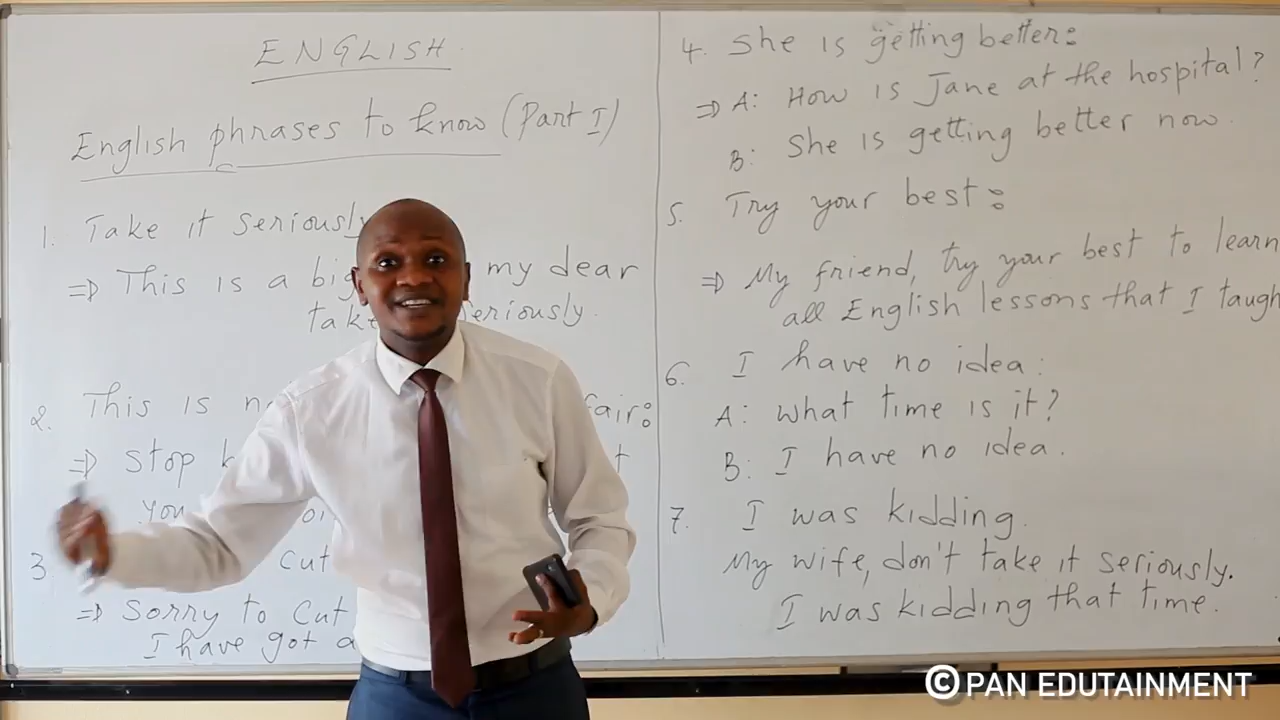 ENGLISH
English phrases to know (Part I)
1. Take it seriously
⇒ This is a big my dear
take seriously.
2. This is fair:
⇒ Stop
you
3. Cut
⇒ Sorry to cut
I have got a
4. She is getting better:
⇒ A: How is Jane at the hospital?
B: She is getting better now.
5. Try your best:
⇒ My friend, try your best to learn
all English lessons that I taugh
6. I have no idea:
A: What time is it?
B: I have no idea.
7. I was kidding.
My wife, don't take it seriously.
I was kidding that time.
© PAN EDUTAINMENT